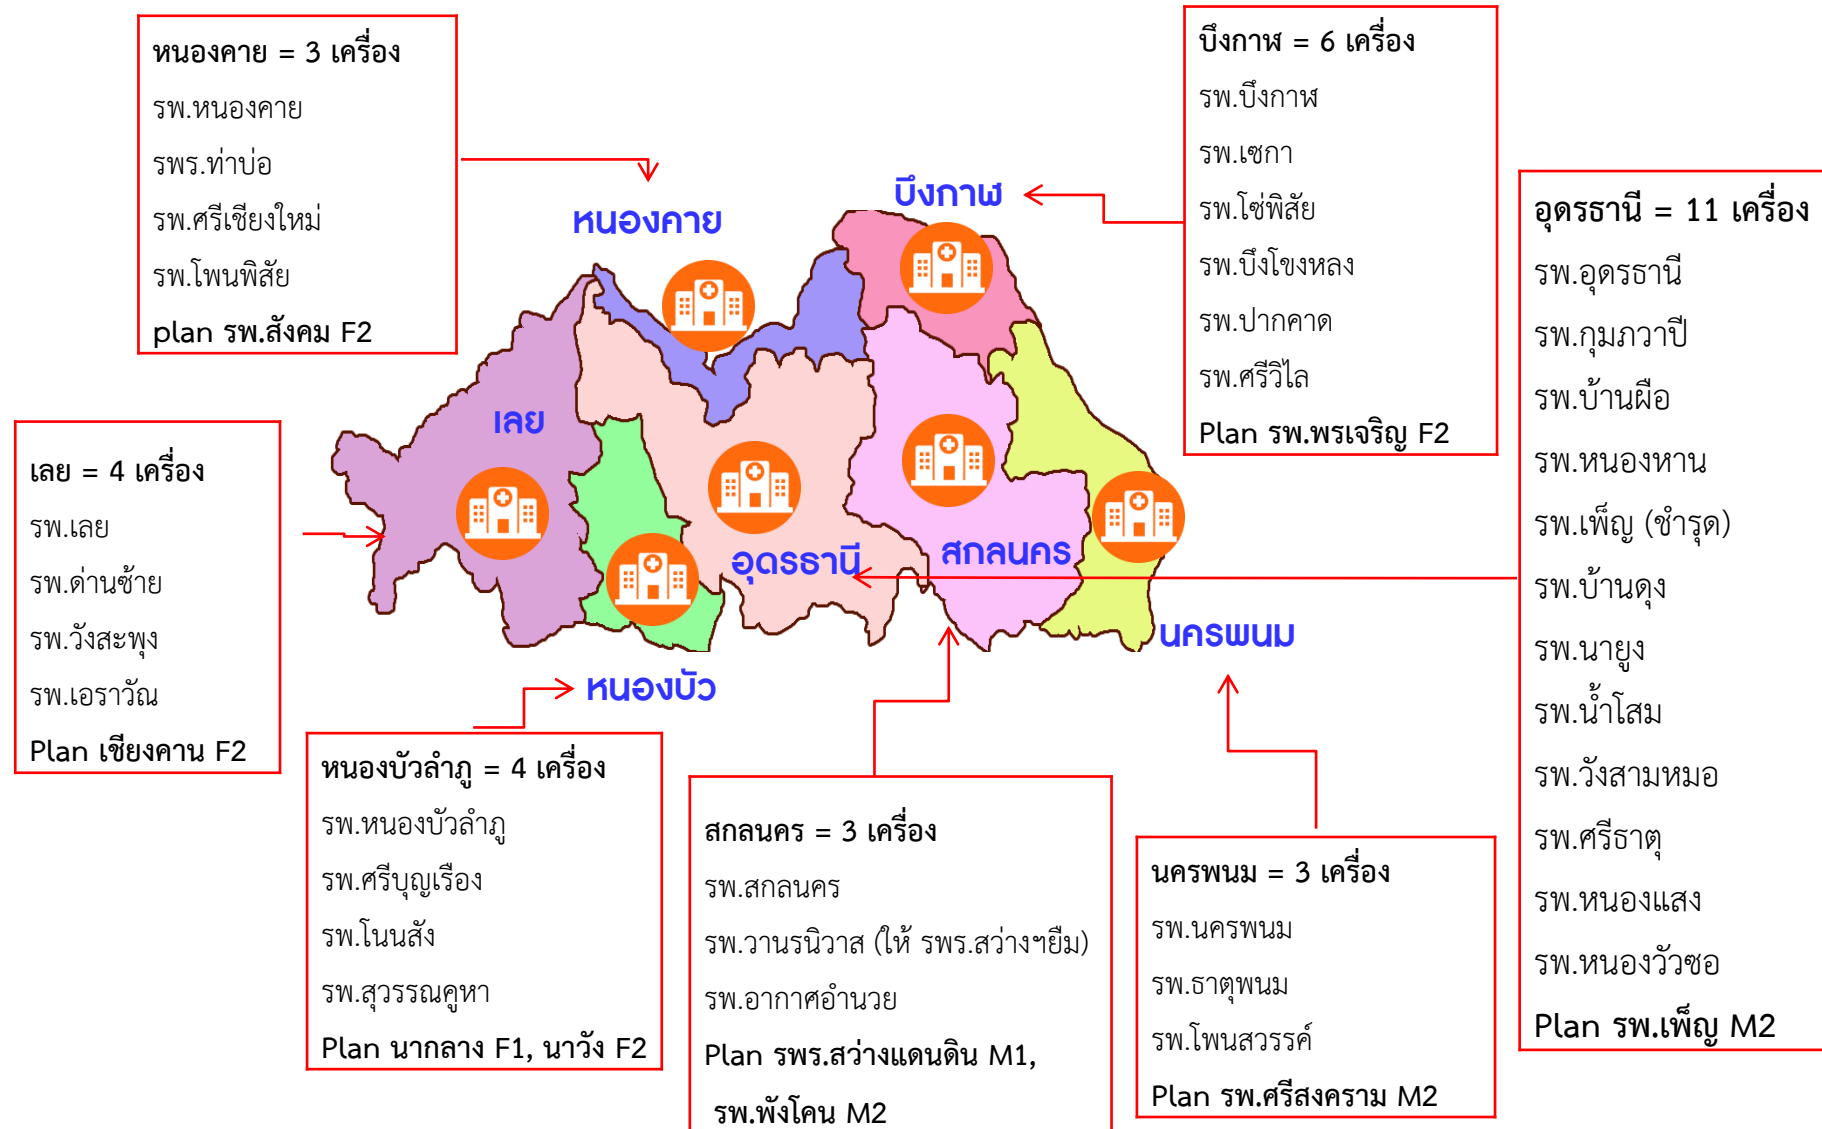 หนองคาย = 3 เครื่อง
รพ.หนองคาย
รพร.ท่าบ่อ
รพ.ศรีเชียงใหม่
รพ.โพนพิสัย
plan รพ.สังคม F2
บึงกาฬ = 6 เครื่อง
รพ.บึงกาฬ
รพ.เซกา
รพ.โซ่พิสัย
รพ.บึงโขงหลง
รพ.ปากคาด
รพ.ศรีวิไล
Plan รพ.พรเจริญ F2
อุดรธานี = 11 เครื่อง
รพ.อุดรธานี
รพ.กุมภวาปี
รพ.บ้านผือ
รพ.หนองหาน
รพ.เพ็ญ (ชำรุด)
รพ.บ้านดุง
รพ.นายูง
รพ.น้ำโสม
รพ.วังสามหมอ
รพ.ศรีธาตุ
รพ.หนองแสง
รพ.หนองวัวซอ
Plan รพ.เพ็ญ M2
หนองคาย
บึงกาฬ
เลย
อุดรธานี
สกลนคร
นครพนม
หนองบัว
เลย = 4 เครื่อง
รพ.เลย
รพ.ด่านซ้าย
รพ.วังสะพุง
รพ.เอราวัณ
Plan เชียงคาน F2
หนองบัวลำภู = 4 เครื่อง
รพ.หนองบัวลำภู
รพ.ศรีบุญเรือง
รพ.โนนสัง
รพ.สุวรรณคูหา
Plan นากลาง F1, นาวัง F2
สกลนคร = 3 เครื่อง
รพ.สกลนคร
รพ.วานรนิวาส (ให้ รพร.สว่างฯยืม)
รพ.อากาศอำนวย
Plan รพร.สว่างแดนดิน M1,
รพ.พังโคน M2
นครพนม = 3 เครื่อง
รพ.นครพนม
รพ.ธาตุพนม
รพ.โพนสวรรค์
Plan รพ.ศรีสงคราม M2